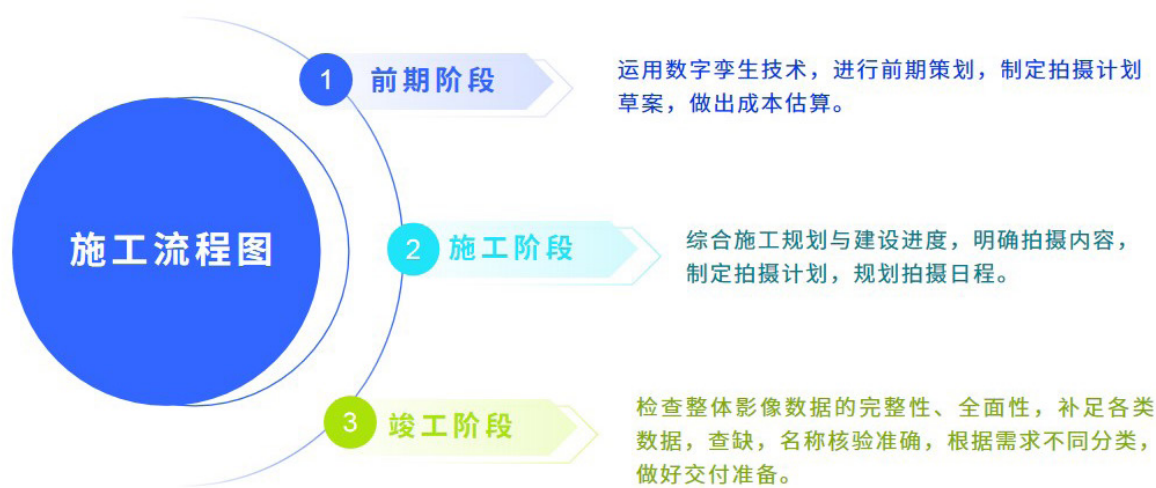 施工流程图
1
前期阶段
运用数字孪生技术，进行前期策划，制定拍摄计划
草案，做出成本估算。
2
施工阶段
综合施工规划与建设进度，明确拍摄内容，
制定拍摄计划，规划拍摄日程。
3
竣工阶段
检查整体影像数据的完整性、全面性，补足各类
数据，查缺，名称核验准确，根据需求不同分类，
做好交付准备。